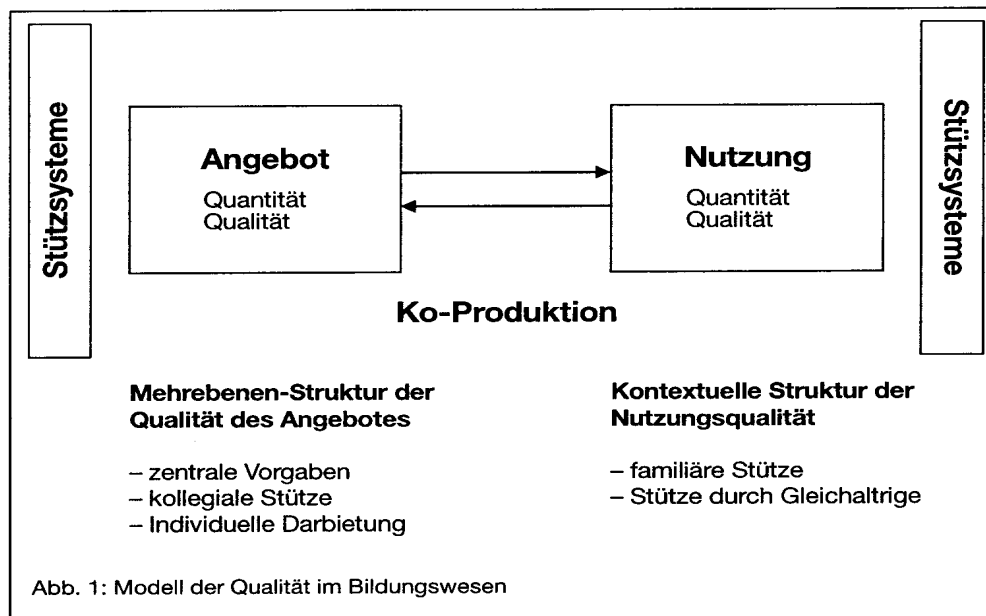 Stützsysteme
Angebot
Quantität
Qualität
Nutzung
Quantität
Qualität
Stützsysteme
Ko-Produktion
Mehrebenen-Struktur der
Qualität des Angebotes
– zentrale Vorgaben
– kollegiale Stütze
– Individuelle Darbietung
Kontextuelle Struktur der
Nutzungsqualität
– familiäre Stütze
– Stütze durch Gleichaltrige
Abb. 1: Modell der Qualität im Bildungswesen